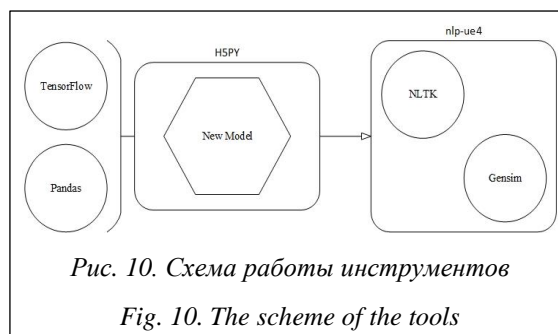 H5PY
nlp-ue4
TensorFlow
NLTK
New Model
Pandas
Gensim
Рис. 10. Схема работы инструментов
Fig. 10. The scheme of the tools